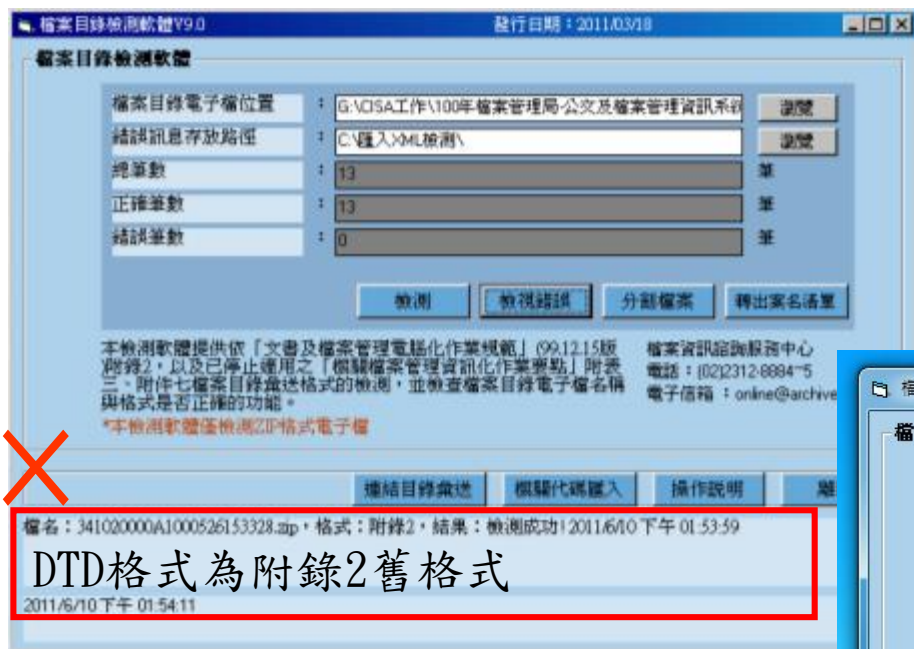 檔案目錄檢測軟體V9.0 發行日期：2011/03/18
檔案目錄檢測軟體
檔案目錄電子檔位置 : G:\CISA工作\100年檔案管理局-公文及檔案管理資訊系統 瀏覽
錯誤訊息存放路徑 : C:\匯入XML檢測\ 瀏覽
總筆數 : 13 筆
正確筆數 : 13 筆
錯誤筆數 : 0 筆
檢測 檢視錯誤 分割檔案 轉出案名清單
本檢測軟體提供依「文書及檔案管理電腦化作業規範」(99.12.15版
)附錄2，以及已停止適用之「機關檔案管理資訊化作業要點」附表
三、附件七檔案目錄彙送格式的檢測，並檢查檔案目錄電子檔名稱
與格式是否正確的功能。
*本檢測軟體僅檢測ZIP格式電子檔
檔案資訊諮詢服務中心
電話：(02)2312-8884~5
電子信箱：online@archive
連結目錄彙送 機關代碼匯入 操作說明 離
檔名：341020000A1000526153328.zip，格式：附錄2，結果：檢測成功! 2011/6/10 下午 01:53:59
DTD格式為附錄2舊格式
2011/6/10 下午 01:54:11
檔
檔